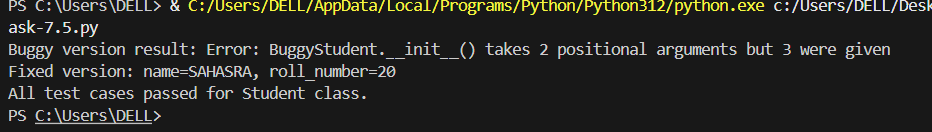 PS C:\Users\DELL> & C:/Users/DELL/AppData/Local/Programs/Python/Python312/python.exe c:/Users/DELL/Desk
ask-7.5.py
Buggy version result: Error: BuggyStudent.__init__() takes 2 positional arguments but 3 were given
Fixed version: name=SAHASRA, roll_number=20
All test cases passed for Student class.
PS C:\Users\DELL>